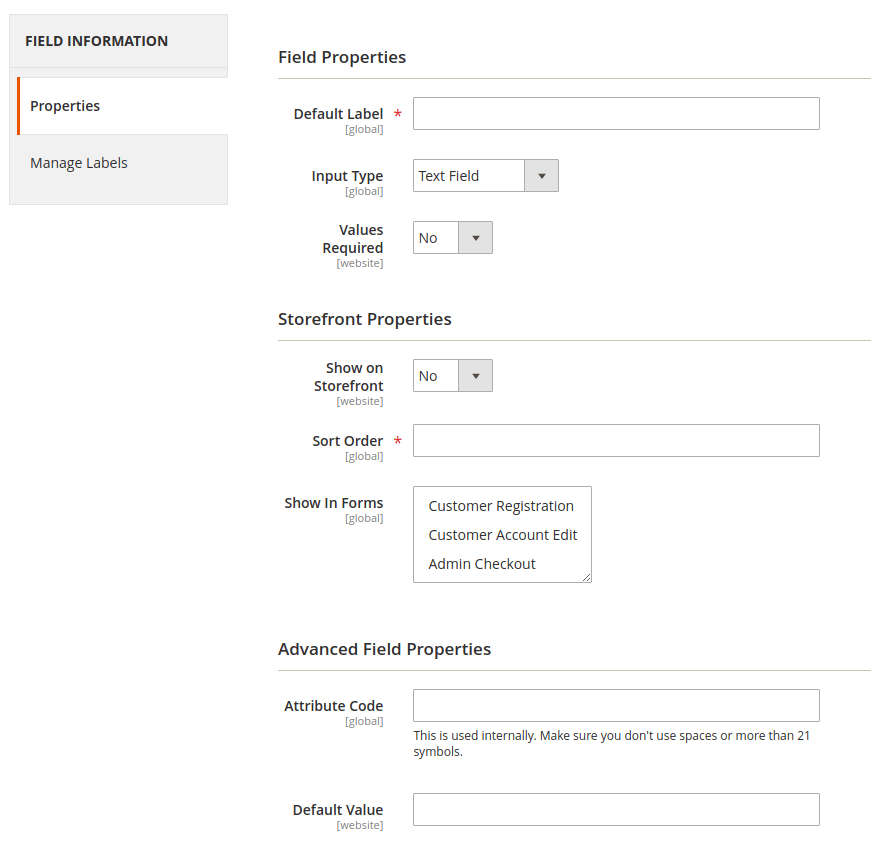 FIELD INFORMATION
Properties
Manage Labels
Field Properties
Default Label *
[global]
Input Type Text Field
[global]
Values
Required No
[website]
Storefront Properties
Show on
Storefront No
[website]
Sort Order *
[global]
Show In Forms
[global]
Customer Registration
Customer Account Edit
Admin Checkout
Advanced Field Properties
Attribute Code
[global]
This is used internally. Make sure you don't use spaces or more than 21
symbols.
Default Value
[website]